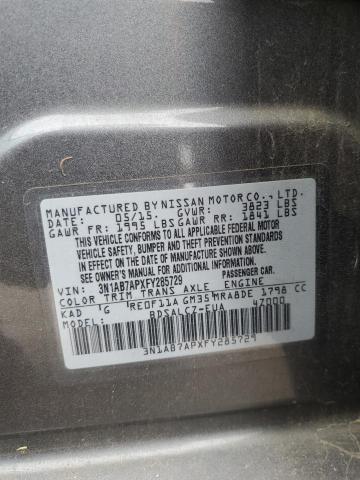 MANUFACTURED BY NISSAN MOTOR CO., LTD.
DATE: 05/15. GVWR: 3823 LBS
GAWR FR: 1995 LBS GAWR RR: 1841 LBS
THIS VEHICLE CONFORMS TO ALL APPLICABLE FEDERAL MOTOR
VEHICLE SAFETY, BUMPER AND THEFT PREVENTION STANDARDS
IN EFFECT ON THE DATE OF MANUFACTURE SHOWN ABOVE.
SEE OWNER'S MANUAL FOR ADDITIONAL INFORMATION
VIN: 3N1AB7APXFY285729 PASSENGER CAR.
COLOR TRIM TRANS AXLE ENGINE
KAD 'G RE0F11A GM35 MRA8DE 1798 CC
MODEL: BDSALCZ-EUA 47000
3N1AB7APXFY285729